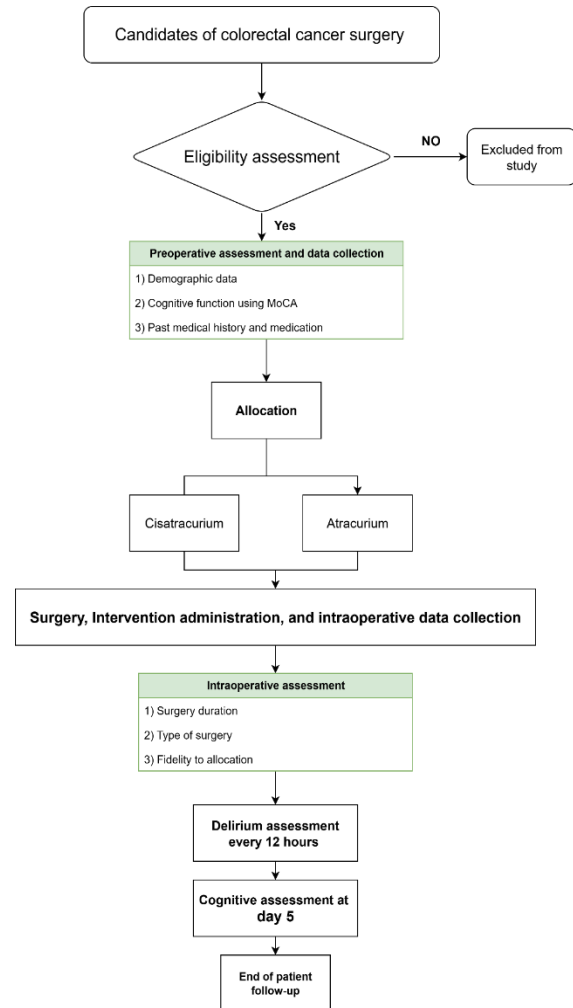 Candidates of colorectal cancer surgery
Eligibility assessment
NO
Excluded from
study
Yes
Preoperative assessment and data collection
1) Demographic data
2) Cognitive function using MoCA
3) Past medical history and medication
Allocation
Cisatracurium
Atracurium
Surgery, Intervention administration, and intraoperative data collection
Intraoperative assessment
1) Surgery duration
2) Type of surgery
3) Fidelity to allocation
Delirium assessment
every 12 hours
Cognitive assessment at
day 5
End of patient
follow-up